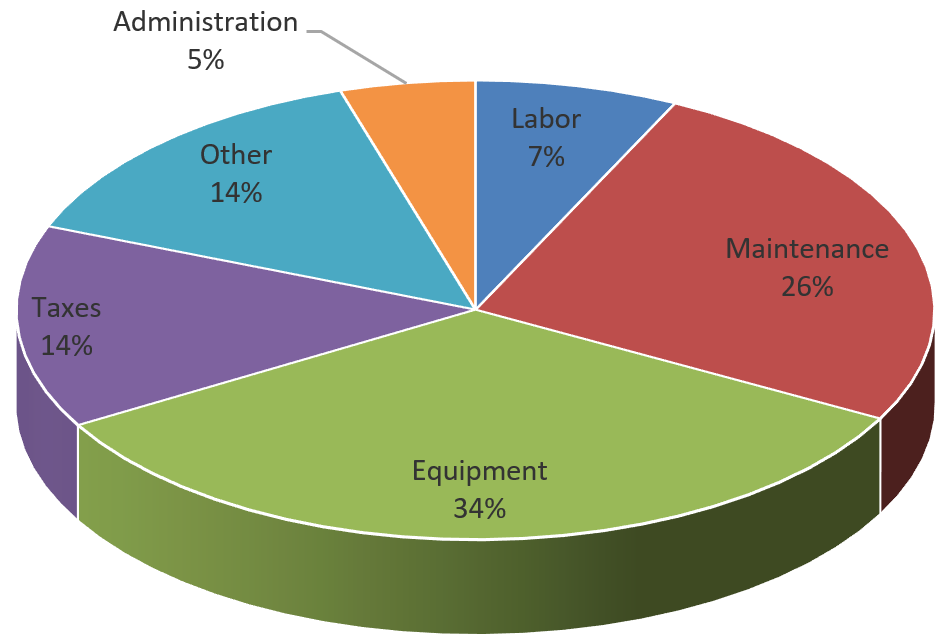 Administration
5%
Labor
7%
Other
14%
Maintenance
26%
Taxes
14%
Equipment
34%